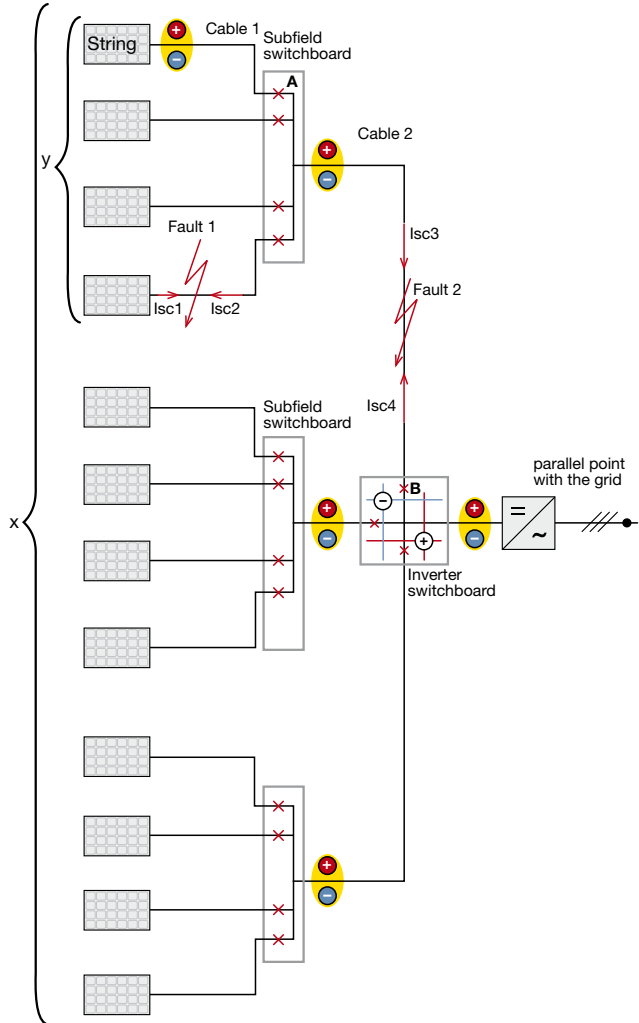 String
Cable 1
Subfield
switchboard
A
+
−
y
Cable 2
+
−
Fault 1
Isc1
Isc2
Isc3
Fault 2
Isc4
Subfield
switchboard
x
B
parallel point
with the grid
+
−
−
+
+
−
=
~
Inverter
switchboard
+
−